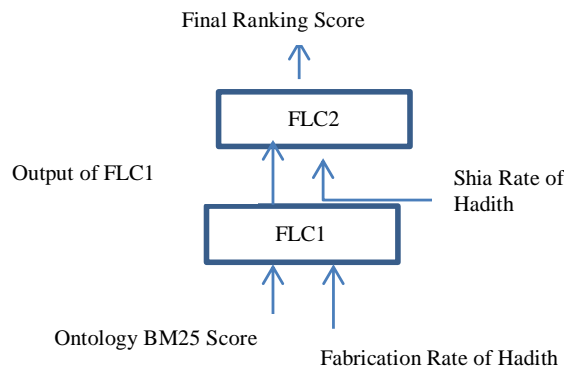 Final Ranking Score
FLC2
Output of FLC1
Shia Rate of
Hadith
FLC1
Ontology BM25 Score
Fabrication Rate of Hadith